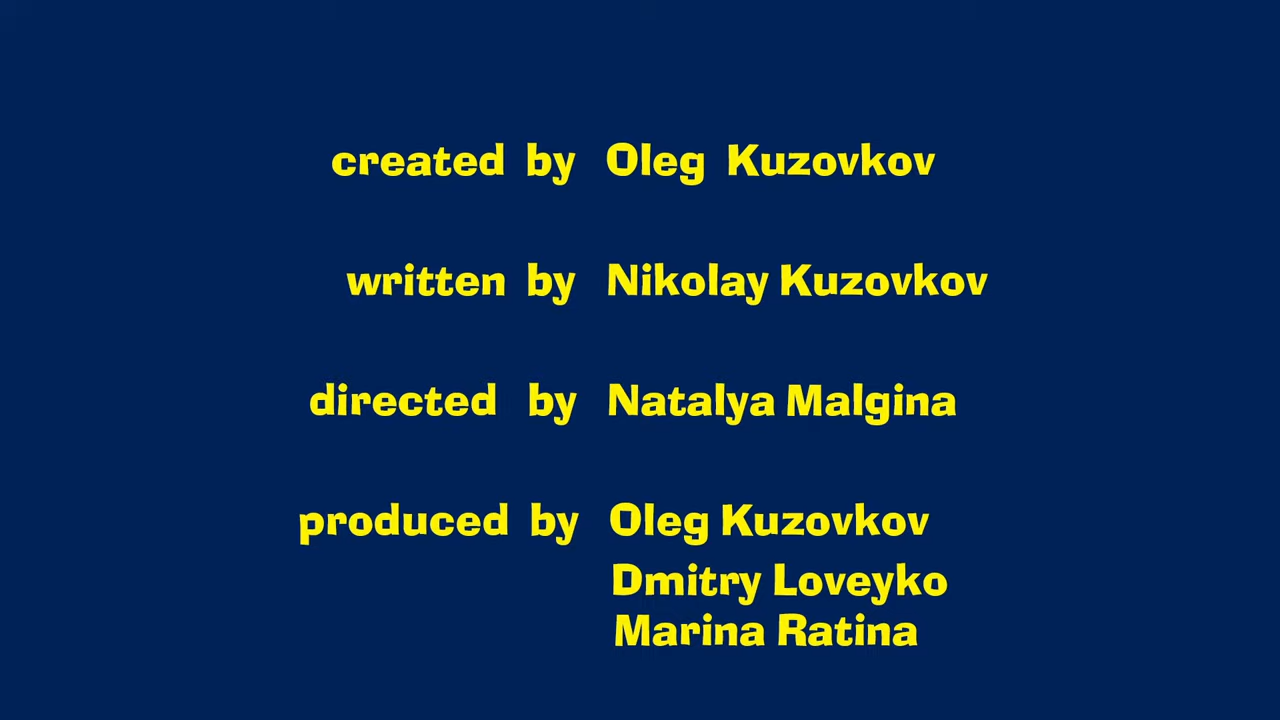 created by Oleg Kuzovkov
written by Nikolay Kuzovkov
directed by Natalya Malgina
produced by Oleg Kuzovkov
Dmitry Loveyko
Marina Ratina